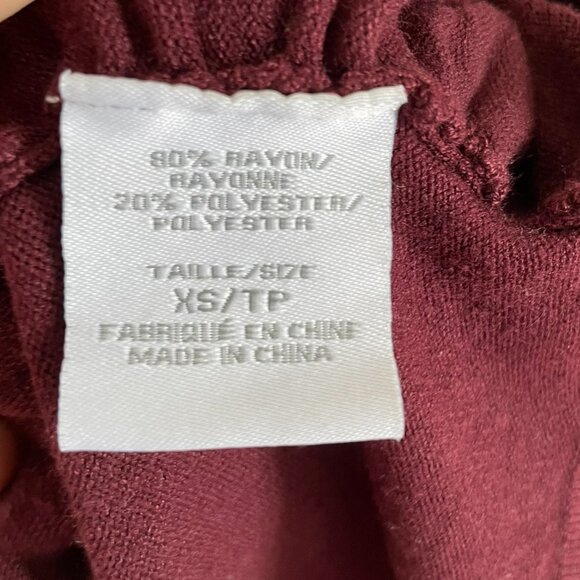 80% RAYON/
RAYONNE
20% POLYESTER/
POLYESTER
TAILLE/SIZE
XS/TP
FABRIQUÉ EN CHINE
MADE IN CHINA